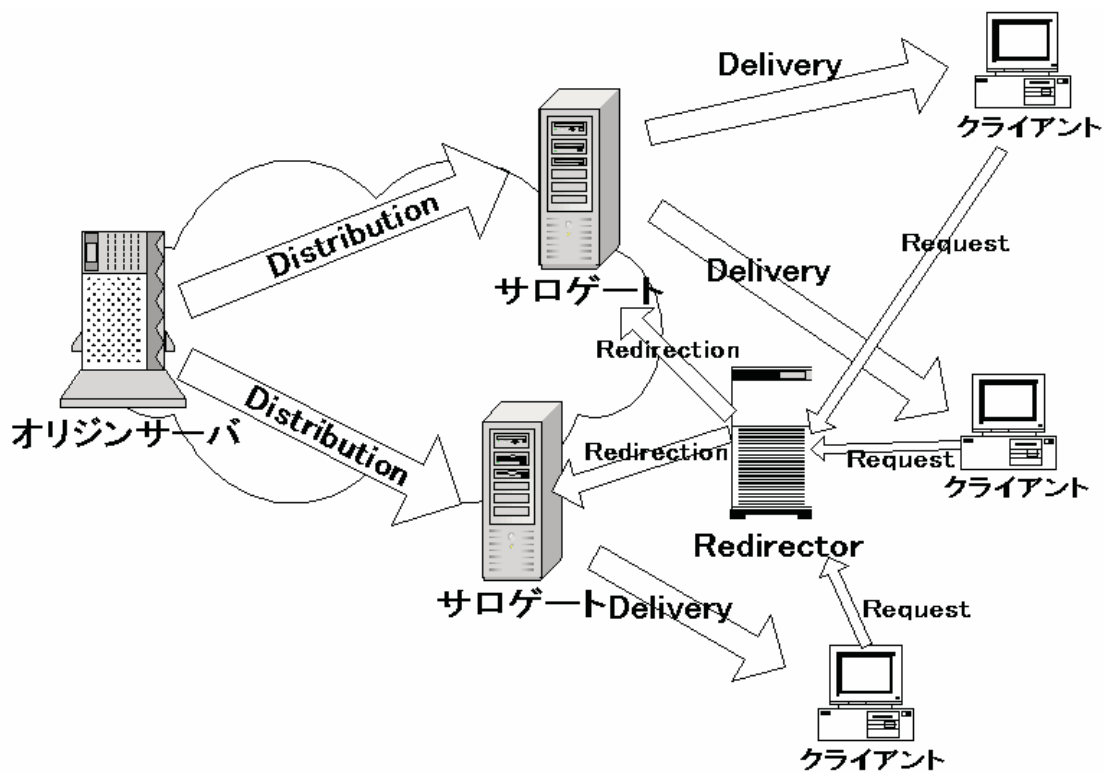 Delivery
クライアント
Distribution
Request
Delivery
サロゲート
Redirection
オリジンサーバ
Distribution
Redirection
Request
クライアント
Redirector
サロゲート
Delivery
Request
クライアント